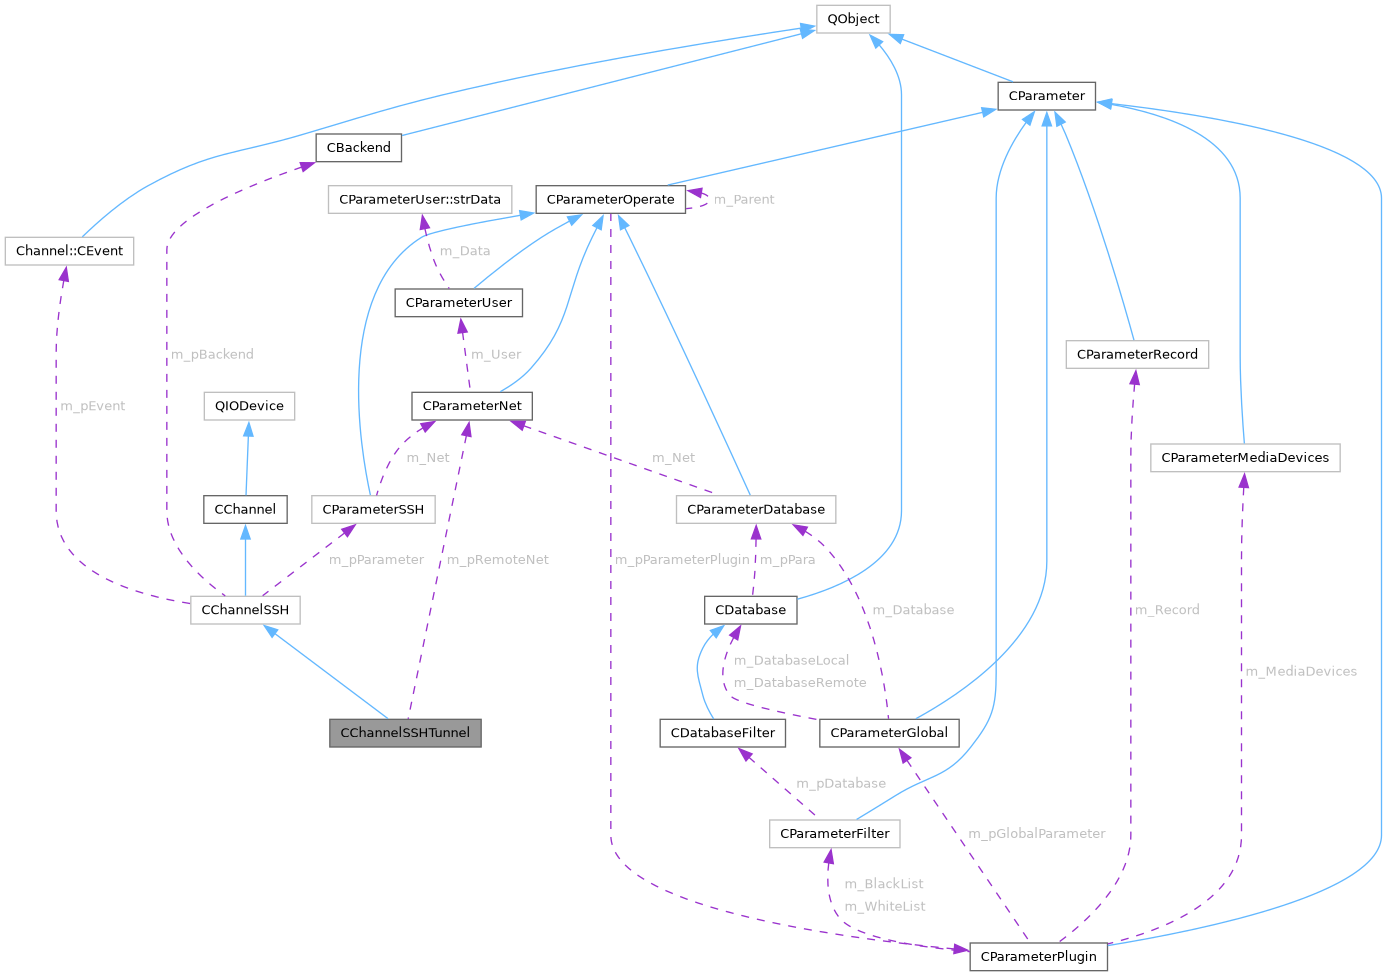 QObject
CParameter
CBackend
CParameterUser::strData
CParameterOperate
m_Parent
Channel::CEvent
m_Data
CParameterUser
m_pBackend
m_User
CParameterRecord
m_pEvent
QIODevice
CParameterNet
m_Net
m_Net
CParameterMediaDevices
CChannel
CParameterSSH
CParameterDatabase
m_pParameter
m_pRemoteNet
m_pParameterPlugin
m_pPara
CChannelSSH
CDatabase
m_Database
m_Record
m_DatabaseLocal
m_DatabaseRemote
m_MediaDevices
CChannelSSHTunnel
CDatabaseFilter
CParameterGlobal
m_pDatabase
CParameterFilter
m_pGlobalParameter
m_BlackList
m_WhiteList
CParameterPlugin